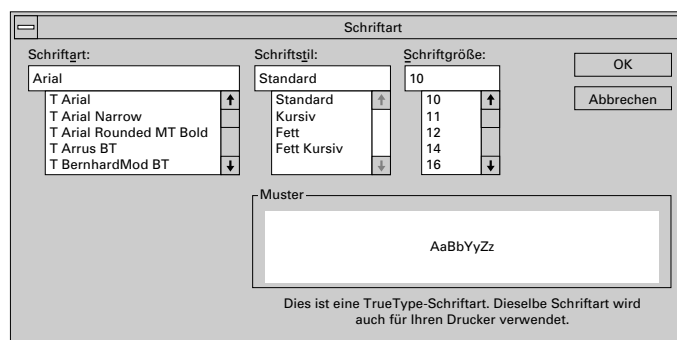 Schriftart
Schriftart:
Arial
T Arial
T Arial Narrow
T Arial Rounded MT Bold
T Arrus BT
T BernhardMod BT
Schriftstil:
Standard
Standard
Kursiv
Fett
Fett Kursiv
Schriftgröße:
10
10
11
12
14
16
OK
Abbrechen
Muster
AaBbYyZz
Dies ist eine TrueType-Schriftart. Dieselbe Schriftart wird
auch für Ihren Drucker verwendet.